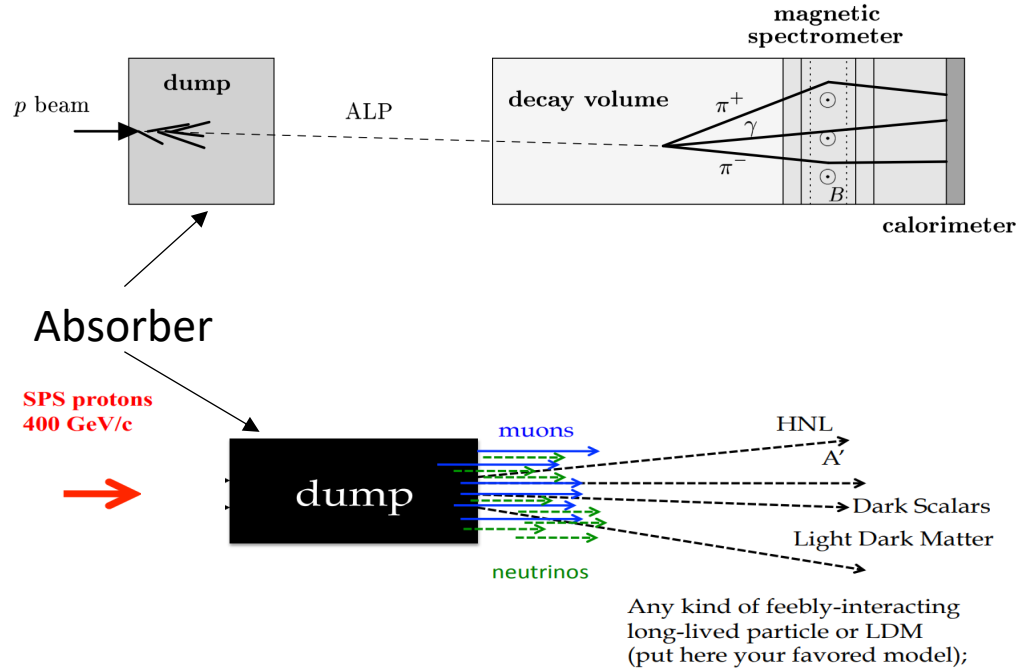 magnetic
spectrometer
dump
p beam
ALP
decay volume
π+
γ
π−
B
calorimeter
Absorber
SPS protons
400 GeV/c
muons
HNL
A'
dump
Dark Scalars
Light Dark Matter
neutrinos
Any kind of feebly-interacting
long-lived particle or LDM
(put here your favored model);